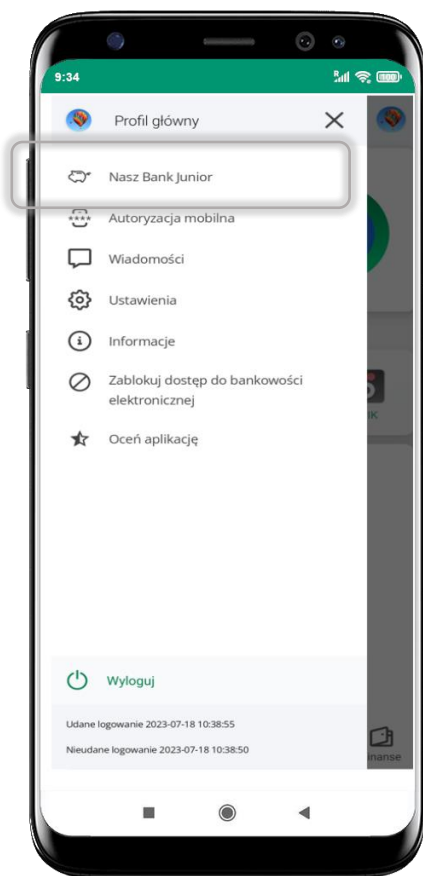 9:34
Profil główny
Nasz Bank Junior
Autoryzacja mobilna
Wiadomości
Ustawienia
Informacje
Zablokuj dostęp do bankowości
elektronicznej
Oceń aplikację
Wyloguj
Udane logowanie 2023-07-18 10:38:55
Nieudane logowanie 2023-07-18 10:38:50